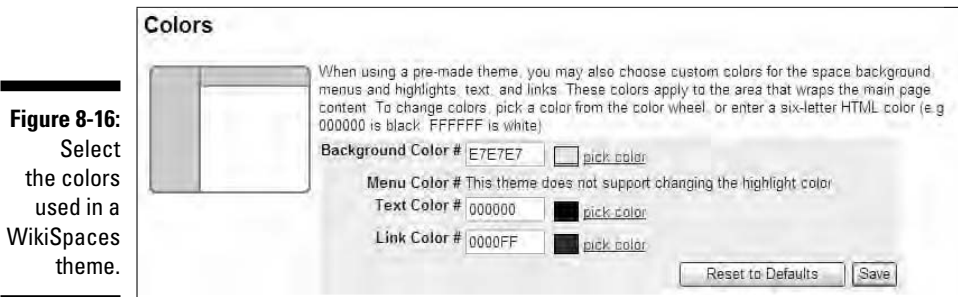 Figure 8-16:
Select
the colors
used in a
WikiSpaces
theme.
Colors
When using a pre-made theme, you may also choose custom colors for the space background,
menus and highlights, text, and links. These colors apply to the area that wraps the main page
content. To change colors, pick a color from the color wheel, or enter a six-letter HTML color (e.g
000000 is black, FFFFFF is white)
Background Color # E7E7E7 pick color
Menu Color # This theme does not support changing the highlight color
Text Color # 000000 pick color
Link Color # 0000FF pick color
Reset to Defaults Save